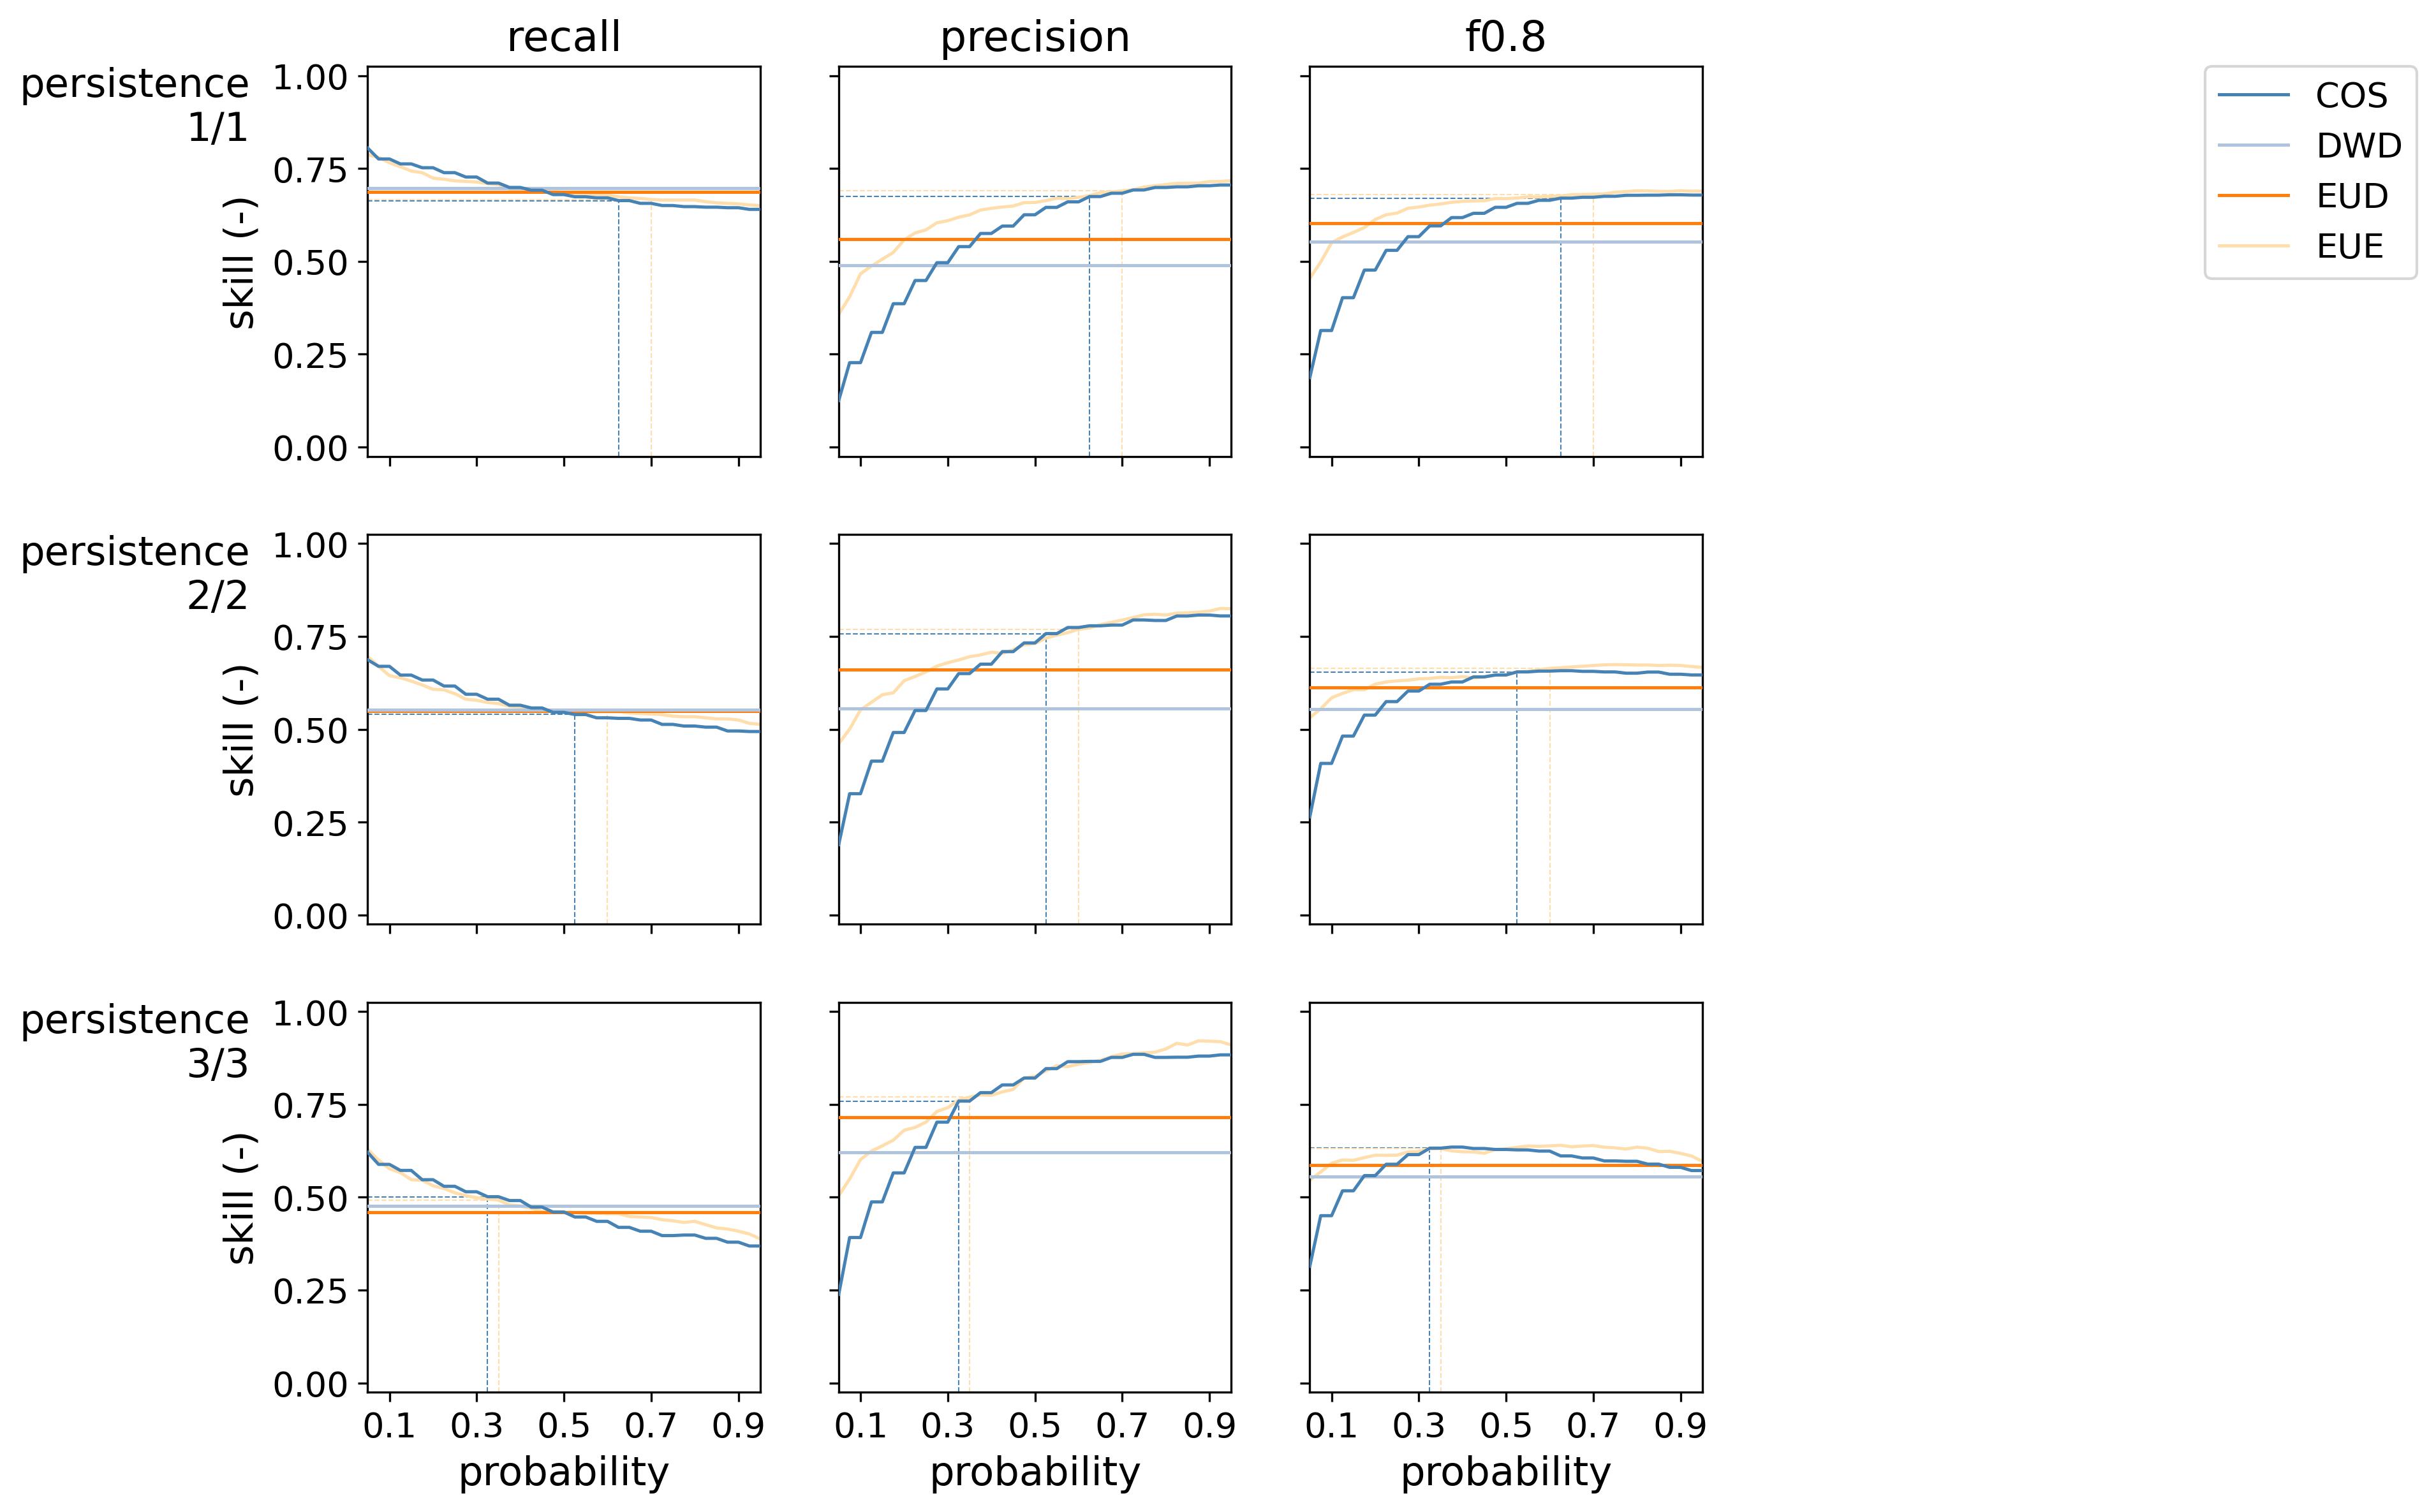 recall
precision
f0.8
persistence
1/1
skill (-)
1.00
0.75
0.50
0.25
0.00
COS
DWD
EUD
EUE
persistence
2/2
skill (-)
1.00
0.75
0.50
0.25
0.00
persistence
3/3
skill (-)
1.00
0.75
0.50
0.25
0.00
0.1 0.3 0.5 0.7 0.9
0.1 0.3 0.5 0.7 0.9
0.1 0.3 0.5 0.7 0.9
probability
probability
probability